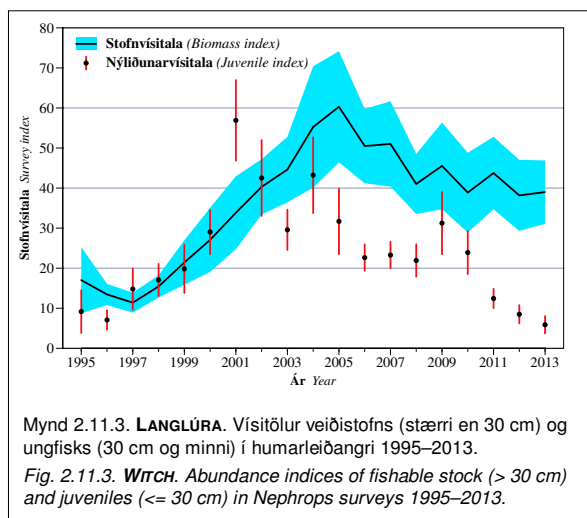 Stofnvísitala (Biomass index)
Nýliðunarvísitala (Juvenile index)
Stofnvísitala Survey index
80
70
60
50
40
30
20
10
0
1995 1997 1999 2001 2003 2005 2007 2009 2011 2013
Ár Year
Mynd 2.11.3. LANGLÚRA. Vísitölur veiðistofns (stærri en 30 cm) og
ungfisks (30 cm og minni) í humarleiðangri 1995–2013.
Fig. 2.11.3. WITCH. Abundance indices of fishable stock (> 30 cm)
and juveniles (<= 30 cm) in Nephrops surveys 1995–2013.